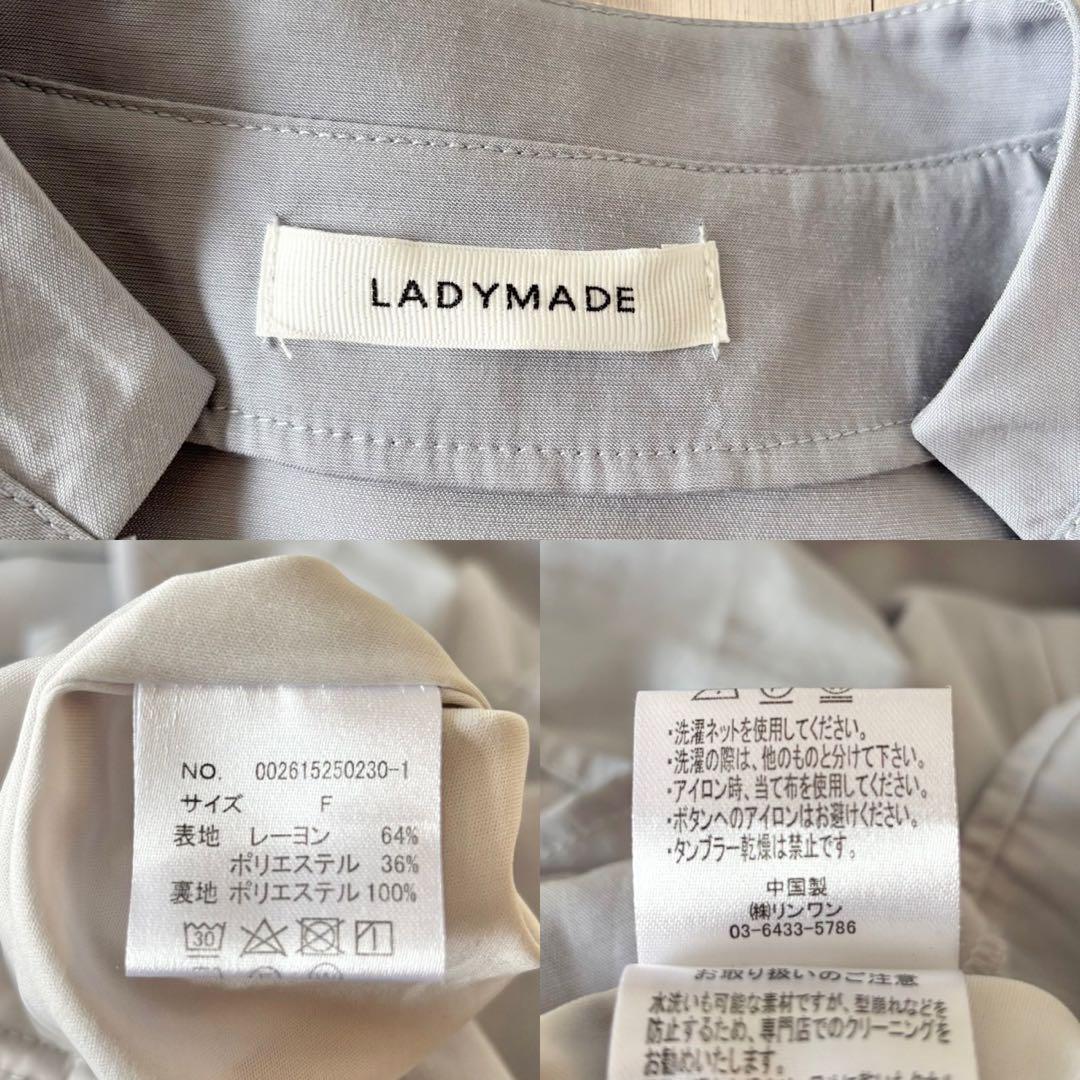 LADYMADE
NO. 002615250230-1
サイズ F
表地 レーヨン 64%
ポリエステル 36%
裏地 ポリエステル 100%
30
・洗濯ネットを使用してください。
・洗濯の際は、他のものと分けて下さい。
・アイロン時、当て布を使用してください。
・ボタンへのアイロンはお避けください。
・タンブラー乾燥は禁止です。
中国製
㈱リンワン
03-6433-5786
お取り扱いのご注意
水洗いも可能な素材ですが、型崩れなどを
防止するため、専門店でのクリーニングを
お勧めいたします。